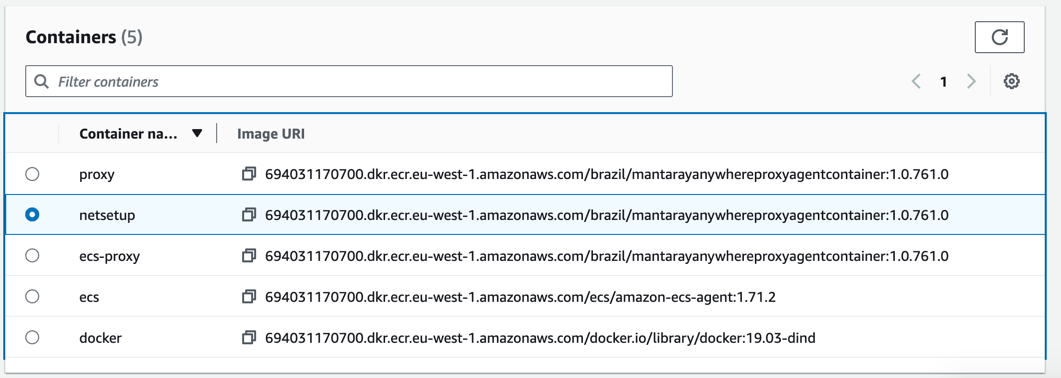 Containers (5)
Filter containers
1
Container na... Image URI
proxy 694031170700.dkr.ecr.eu-west-1.amazonaws.com/brazil/mantarayanywhereproxyagentcontainer:1.0.761.0
netsetup 694031170700.dkr.ecr.eu-west-1.amazonaws.com/brazil/mantarayanywhereproxyagentcontainer:1.0.761.0
ecs-proxy 694031170700.dkr.ecr.eu-west-1.amazonaws.com/brazil/mantarayanywhereproxyagentcontainer:1.0.761.0
ecs 694031170700.dkr.ecr.eu-west-1.amazonaws.com/ecs/amazon-ecs-agent:1.71.2
docker 694031170700.dkr.ecr.eu-west-1.amazonaws.com/docker.io/library/docker:19.03-dind